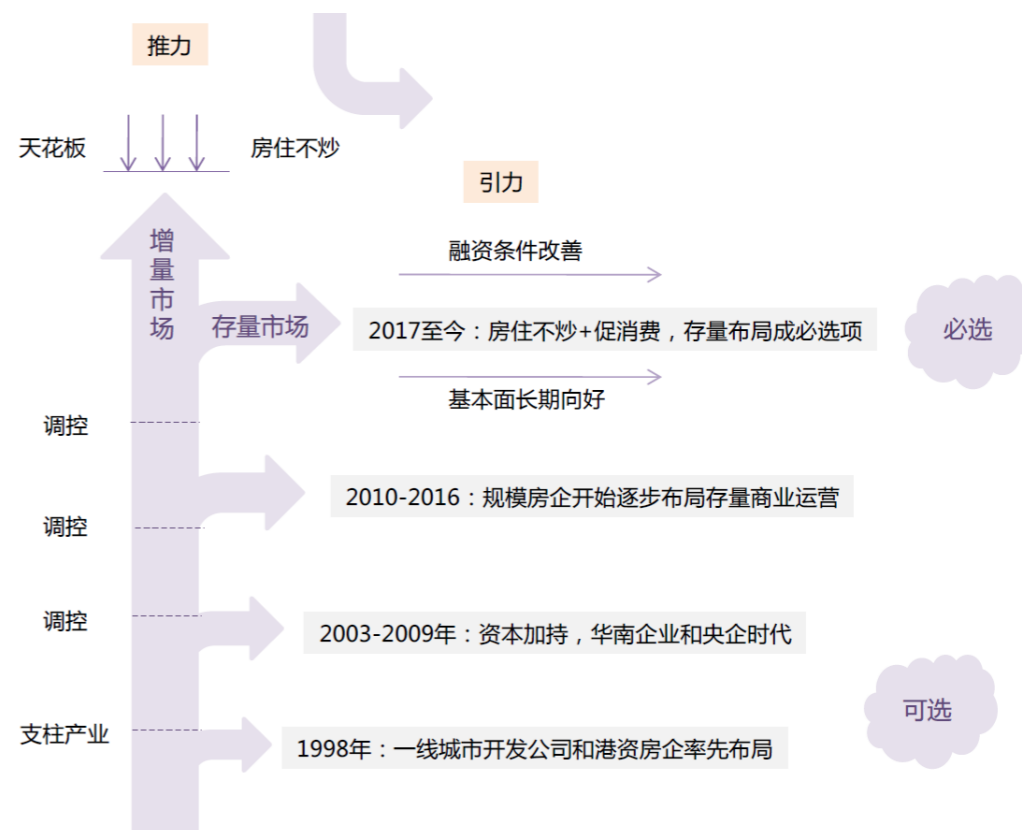 推力
天花板
房住不炒
引力
增量市场
融资条件改善
存量市场
2017至今：房住不炒+促消费，存量布局成必选项
必选
基本面长期向好
调控
2010-2016：规模房企开始逐步布局存量商业运营
调控
调控
2003-2009年：资本加持，华南企业和央企时代
可选
支柱产业
1998年：一线城市开发公司和港资房企率先布局